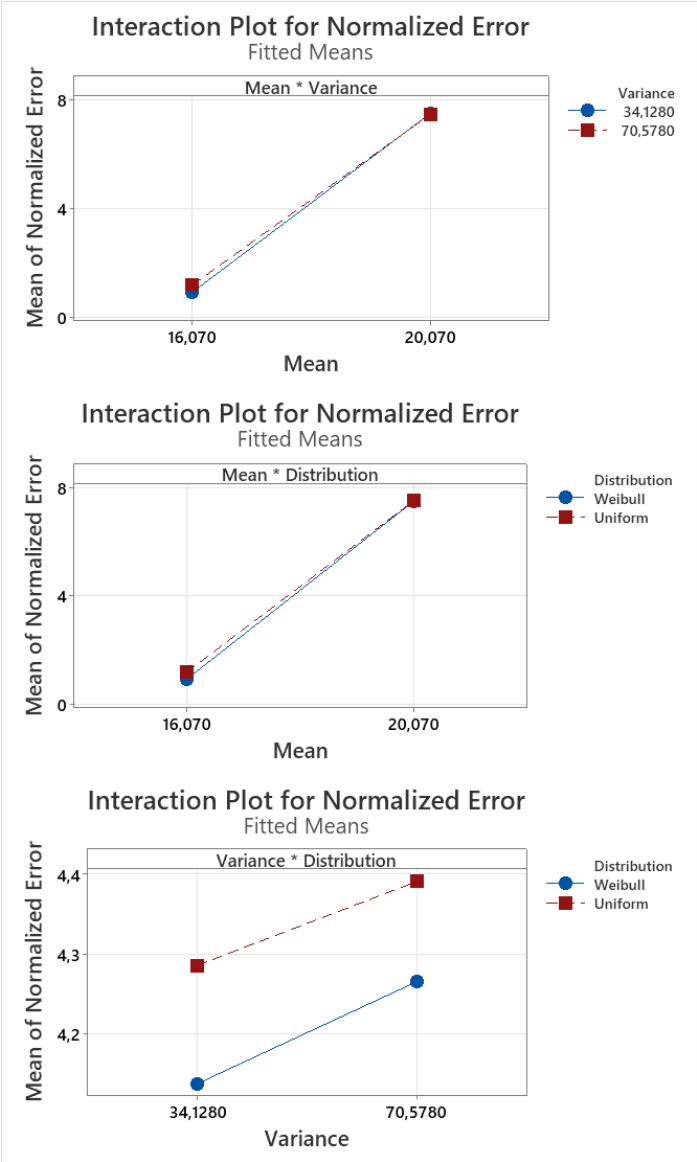 Interaction Plot for Normalized Error
Fitted Means
Mean * Variance
Mean of Normalized Error
8
4
0
16,070
20,070
Mean
Variance
34,1280
70,5780
Interaction Plot for Normalized Error
Fitted Means
Mean * Distribution
Mean of Normalized Error
8
4
0
16,070
20,070
Mean
Distribution
Weibull
Uniform
Interaction Plot for Normalized Error
Fitted Means
Variance * Distribution
Mean of Normalized Error
4,4
4,3
4,2
34,1280
70,5780
Variance
Distribution
Weibull
Uniform